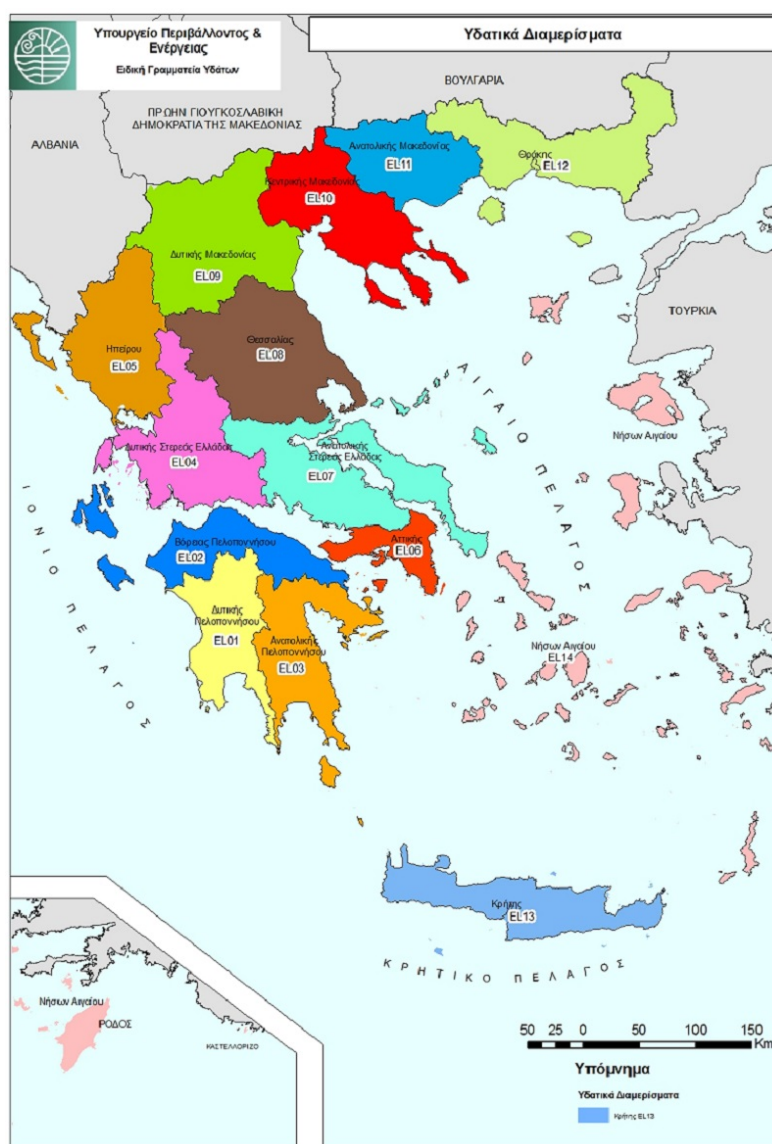 Υπουργείο Περιβάλλοντος &
Ενέργειας
Ειδική Γραμματεία Υδάτων
Υδατικά Διαμερίσματα
ΒΟΥΛΓΑΡΙΑ
ΠΡΩΗΝ ΓΙΟΥΓΚΟΣΛΑΒΙΚΗ
ΔΗΜΟΚΡΑΤΙΑ ΤΗΣ ΜΑΚΕΔΟΝΙΑΣ
ΑΛΒΑΝΙΑ
Ανατολικής Μακεδονίας
EL11
Θράκης
EL12
Κεντρικής Μακεδονίας
EL10
Δυτικής Μακεδονίας
EL09
ΤΟΥΡΚΙΑ
Ηπείρου
EL05
Θεσσαλίας
EL08
ΑΙΓΑΙΟ ΠΕΛΑΓΟΣ
Νήσων Αιγαίου
Δυτικής Στερεάς Ελλάδας
EL04
Ανατολικής
Στερεάς Ελλάδας
EL07
ΙΟΝΙΟ ΠΕΛΑΓΟΣ
Βόρειας Πελοποννήσου
EL02
Αττικής
EL06
Δυτικής
Πελοποννήσου
EL01
Ανατολικής
Πελοποννήσου
EL03
Νήσων Αιγαίου
EL14
Κρήτης
EL13
ΚΡΗΤΙΚΟ ΠΕΛΑΓΟΣ
Νήσων Αιγαίου
ΡΟΔΟΣ
ΚΑΣΤΕΛΛΟΡΙΖΟ
50 25 0 50 100 150
Km
Υπόμνημα
Υδατικά Διαμερίσματα
Κρήτης EL13